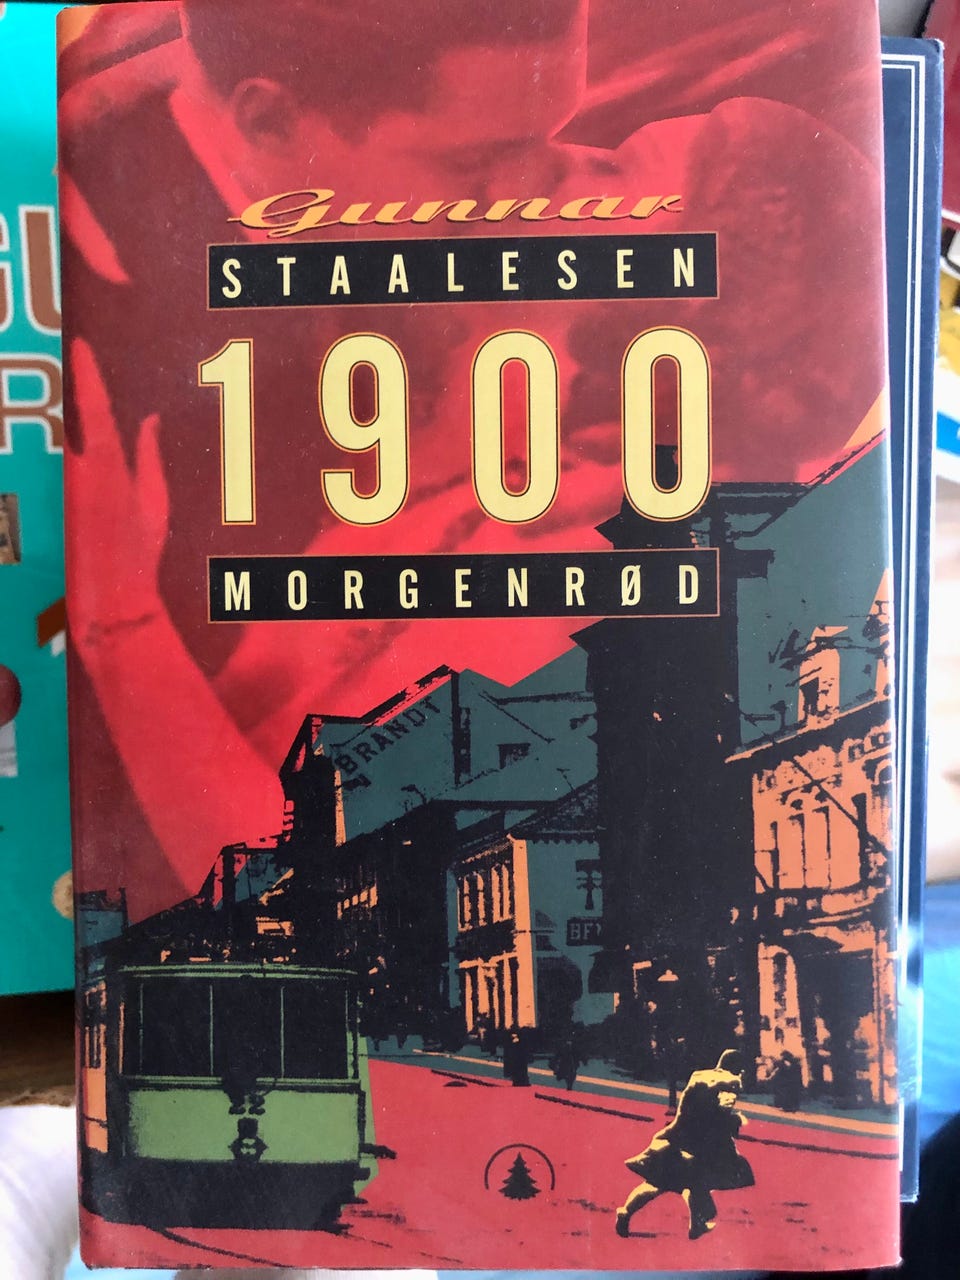 Gunnar
STAALESEN
1900
MORGENRØD
BRANDT